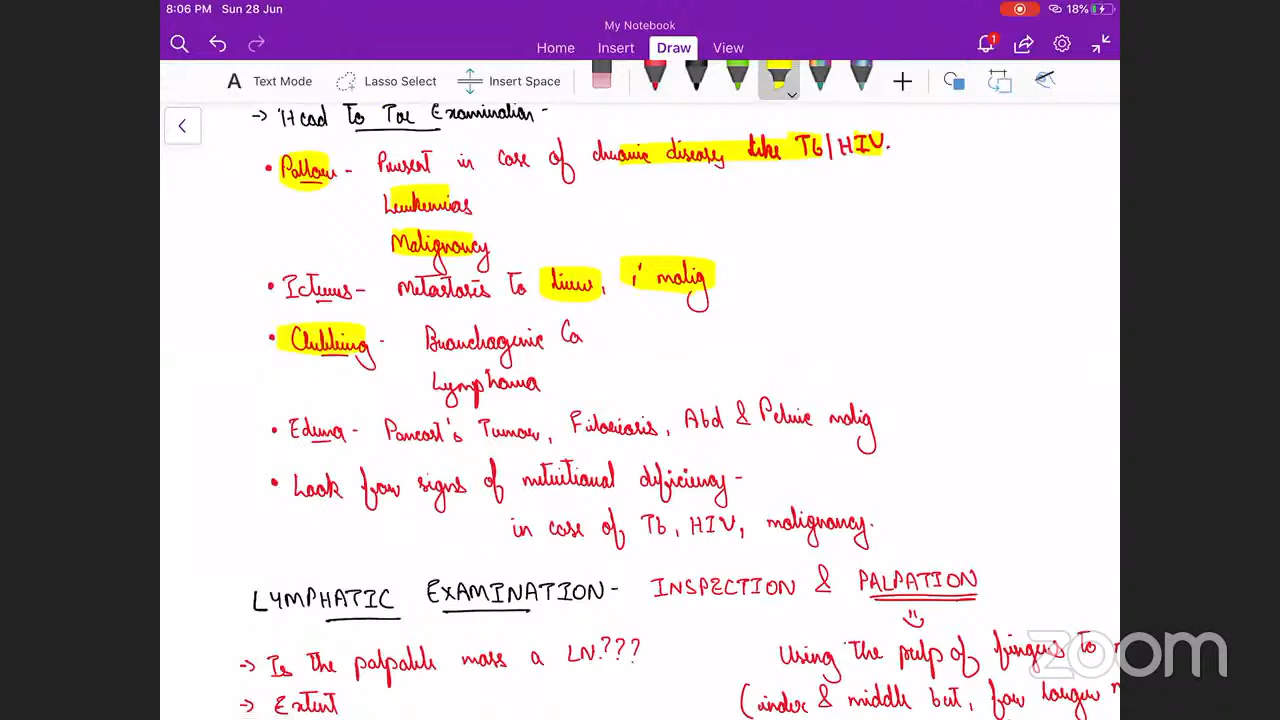 8:06 PM Sun 28 Jun
18%
My Notebook
Home Insert Draw View
1
Text Mode Lasso Select Insert Space
-> Head To Toe Examination -
• Pallor - Present in case of chronic disease like Tb/HIV.
Leukemias
Malignancy
• Icterus - Metastasis to liver, malig
• Clubbing - Bronchogenic Ca
Lymphoma
• Edema - Pancost's Tumor, Filariasis, Abd & Pelvic malig
• Look for signs of nutritional deficiency -
in case of Tb, HIV, malignancy.
LYMPHATIC EXAMINATION - INSPECTION & PALPATION
-> Is the palpable mass a LN.???
Using the pulp of fingers to
-> Extent
(index & middle but, for larger
zoom